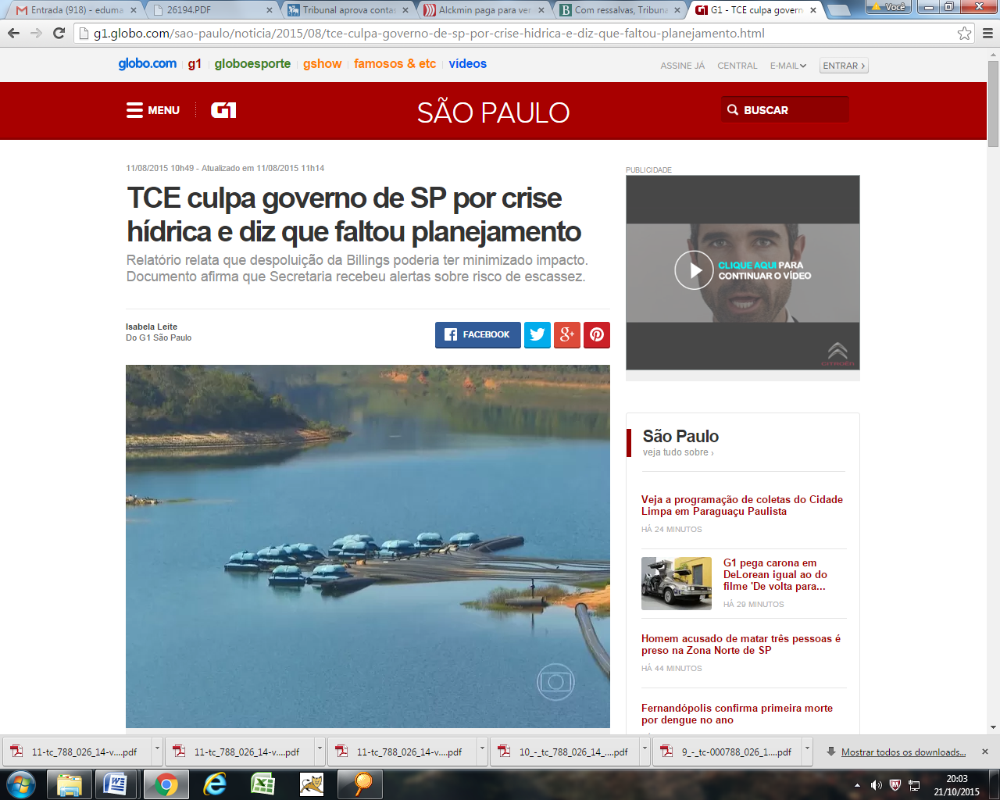 Entrada (918) - eduma
26194.PDF
Tribunal aprova contas
Alckmin paga para ver
Com ressalvas, Tribuna
G1 - TCE culpa govern
Você
g1.globo.com/sao-paulo/noticia/2015/08/tce-culpa-governo-de-sp-por-crise-hidrica-e-diz-que-faltou-planejamento.html
globo.com g1 globoesporte gshow famosos & etc vídeos
ASSINE JÁ CENTRAL E-MAIL ENTRAR ›
MENU G1 SÃO PAULO BUSCAR
11/08/2015 10h49 - Atualizado em 11/08/2015 11h14
TCE culpa governo de SP por crise
hídrica e diz que faltou planejamento
Relatório relata que despoluição da Billings poderia ter minimizado impacto.
Documento afirma que Secretaria recebeu alertas sobre risco de escassez.
Isabela Leite
Do G1 São Paulo
FACEBOOK
PUBLICIDADE
CLIQUE AQUI PARA
CONTINUAR O VÍDEO
CITROËN
São Paulo
veja tudo sobre ›
Veja a programação de coletas do Cidade
Limpa em Paraguaçu Paulista
HÁ 24 MINUTOS
G1 pega carona em
DeLorean igual ao do
filme 'De volta para...
HÁ 29 MINUTOS
Homem acusado de matar três pessoas é
preso na Zona Norte de SP
HÁ 44 MINUTOS
Fernandópolis confirma primeira morte
por dengue no ano
11-tc_788_026_14-v....pdf
11-tc_788_026_14-v....pdf
11-tc_788_026_14-v....pdf
10_-_tc_788_026_14_....pdf
9_-_tc-000788_026_1....pdf
Mostrar todos os downloads...
20:03
21/10/2015